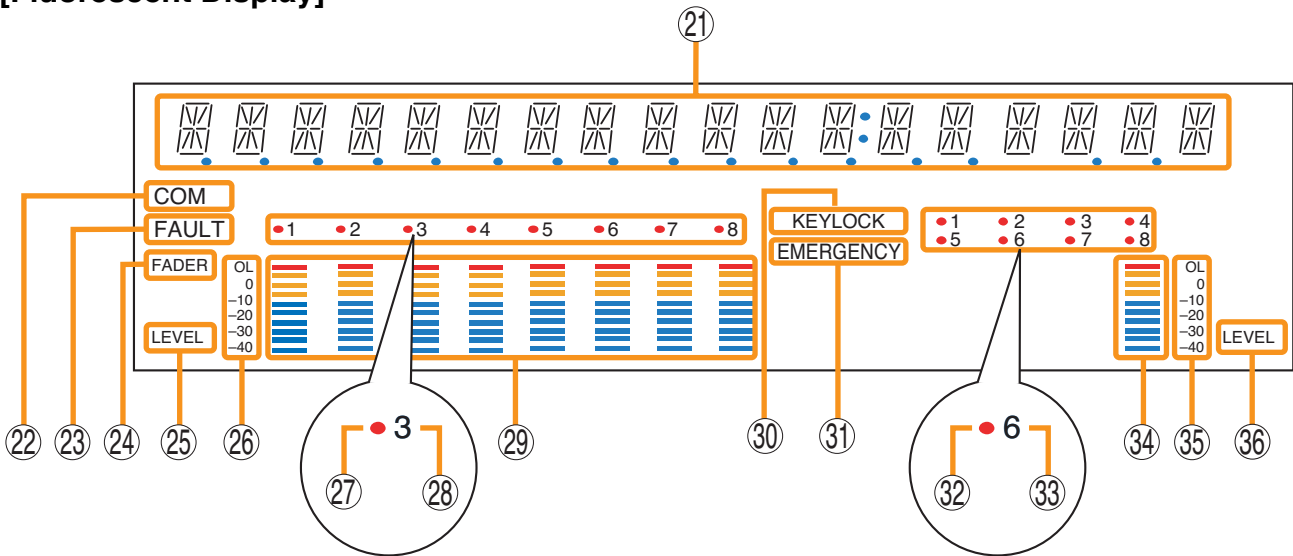 [Fluorescent Display]
㉑
COM
FAULT
1 2 3 4 5 6 7 8
KEYLOCK
EMERGENCY
1 2 3 4
5 6 7 8
FADER
LEVEL
OL
0
–10
–20
–30
–40
OL
0
–10
–20
–30
–40
LEVEL
3
6
㉒ ㉓ ㉔ ㉕ ㉖ ㉙ ㉚ ㉛ ㉞ ㉟ ㊱
㉗ ㉘ ㉜ ㉝